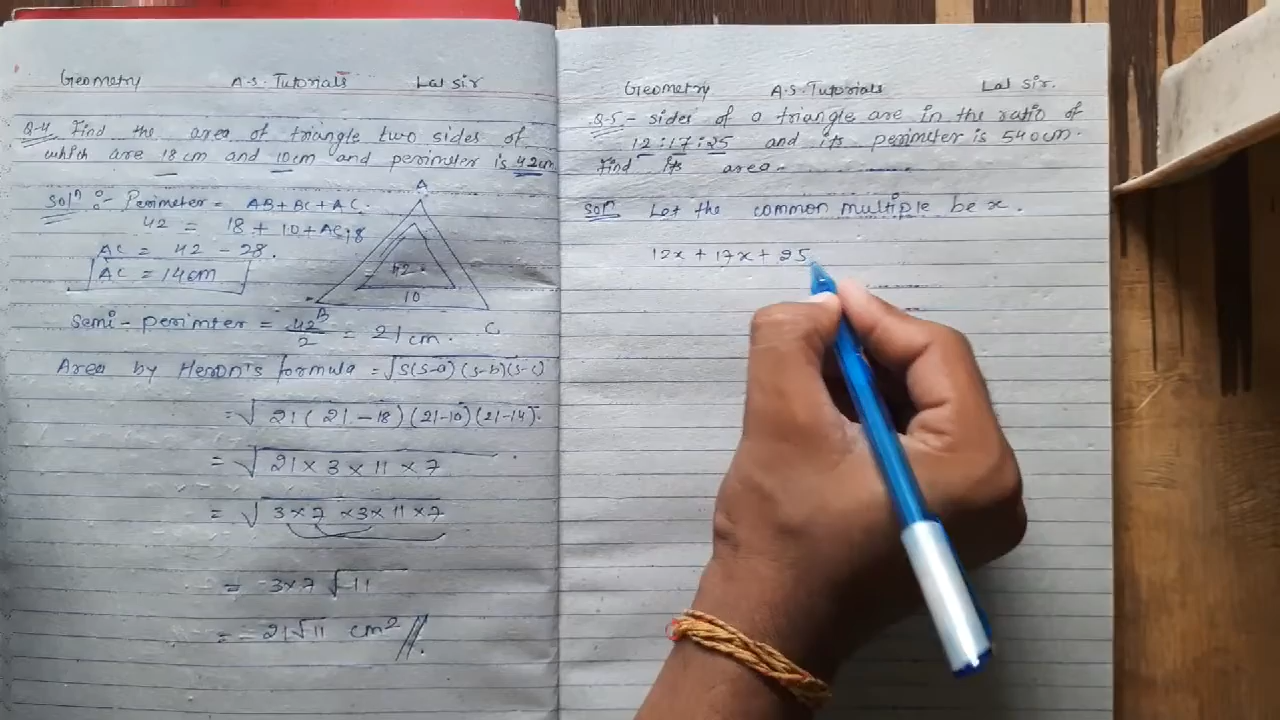 Geometry A.S. Tutorials Lal sir
Q-4 Find the area of triangle two sides of
which are 18 cm and 10cm and perimeter is 42cm
Solⁿ :- Perimeter = AB + BC + AC.
42 = 18 + 10 + AC
AC = 42 - 28.
AC = 14 cm
A
18
42
10
B
C
Semi-perimter = 42/2 = 21 cm.
Area by Heron's formula = √S(S-a)(s-b)(s-c)
= √21(21-18)(21-10)(21-14).
= √21 × 3 × 11 × 7
= √3×7 ×3×11×7
= 3×7 √11
= 21√11 cm² //.
Geometry A.S. Tutorials Lal sir.
Q-5 - sides of a triangle are in the ratio of
12 : 17 : 25 and its perimeter is 540cm.
Find its area.
Solⁿ Let the common multiple be x.
12x + 17x + 25